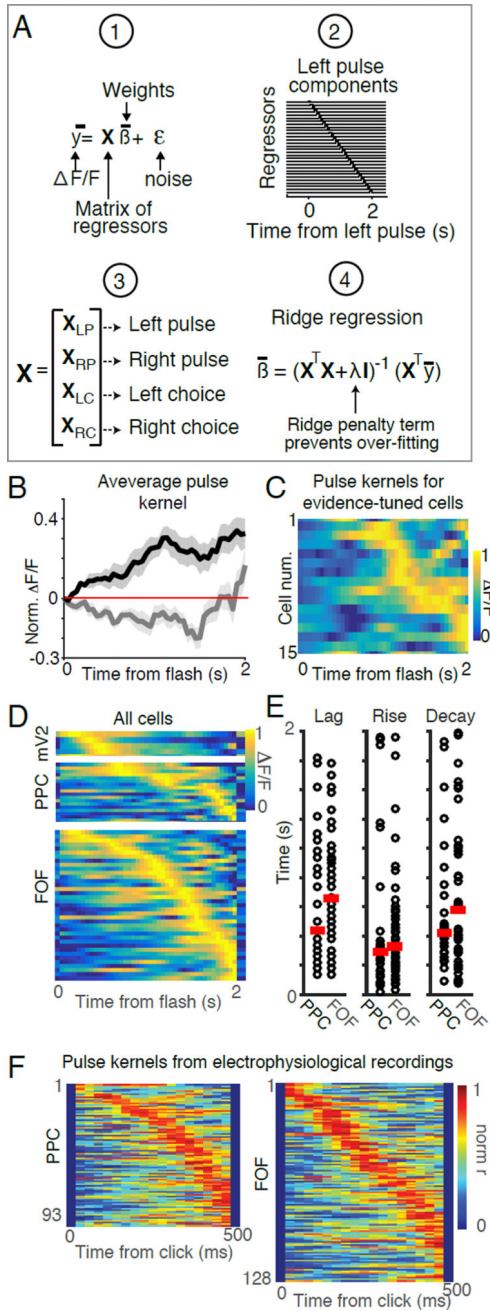 A
1
Weights
ȳ= X β̄+ ε
ΔF/F
noise
Matrix of
regressors
2
Left pulse
components
Regressors
0
2
Time from left pulse (s)
3
X =
X_LP
Left pulse
X_RP
Right pulse
X_LC
Left choice
X_RC
Right choice
4
Ridge regression
β̄ = (XᵀX+λI)⁻¹ (Xᵀȳ)
Ridge penalty term
prevents over-fitting
B
Aveverage pulse
kernel
Norm. ΔF/F
0.4
0
-0.3
0
2
Time from flash (s)
C
Pulse kernels for
evidence-tuned cells
Cell num.
1
15
0
2
Time from flash (s)
1
0
ΔF/F
D
All cells
mV2
PPC
FOF
1
0
ΔF/F
0
2
Time from flash (s)
E
Lag
Rise
Decay
Time (s)
2
0
PPC
FOF
PPC
FOF
PPC
FOF
F
Pulse kernels from electrophysiological recordings
PPC
1
93
0
500
Time from click (ms)
FOF
1
128
0
500
Time from click (ms)
1
0
norm r